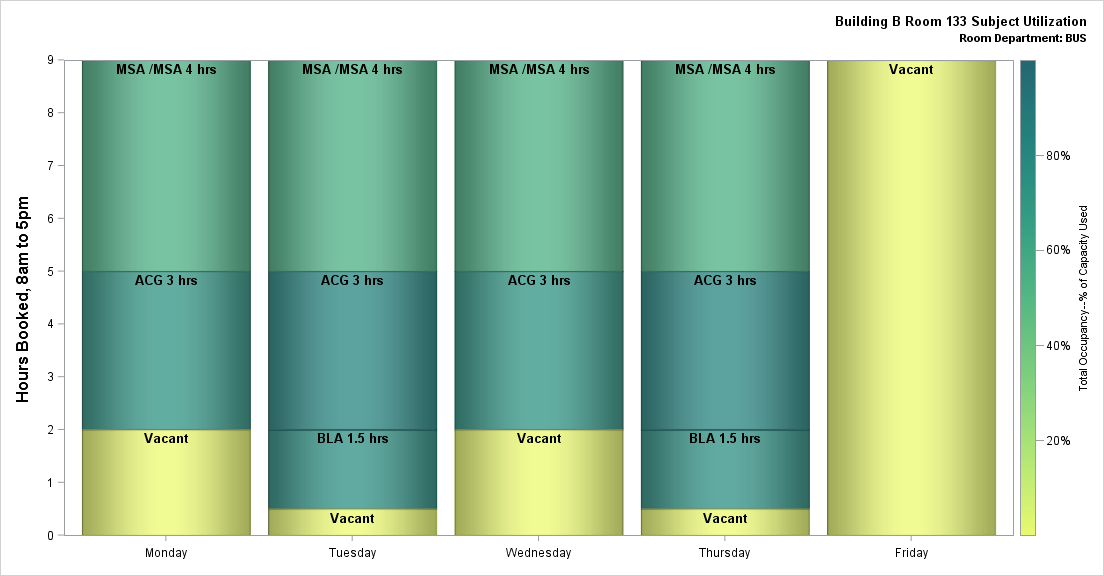 Building B Room 133 Subject Utilization
Room Department: BUS
Hours Booked, 8am to 5pm
9
8
7
6
5
4
3
2
1
0
MSA /MSA 4 hrs
ACG 3 hrs
Vacant
MSA /MSA 4 hrs
ACG 3 hrs
BLA 1.5 hrs
Vacant
MSA /MSA 4 hrs
ACG 3 hrs
Vacant
MSA /MSA 4 hrs
ACG 3 hrs
BLA 1.5 hrs
Vacant
Vacant
Monday
Tuesday
Wednesday
Thursday
Friday
80%
60%
40%
20%
Total Occupancy--% of Capacity Used